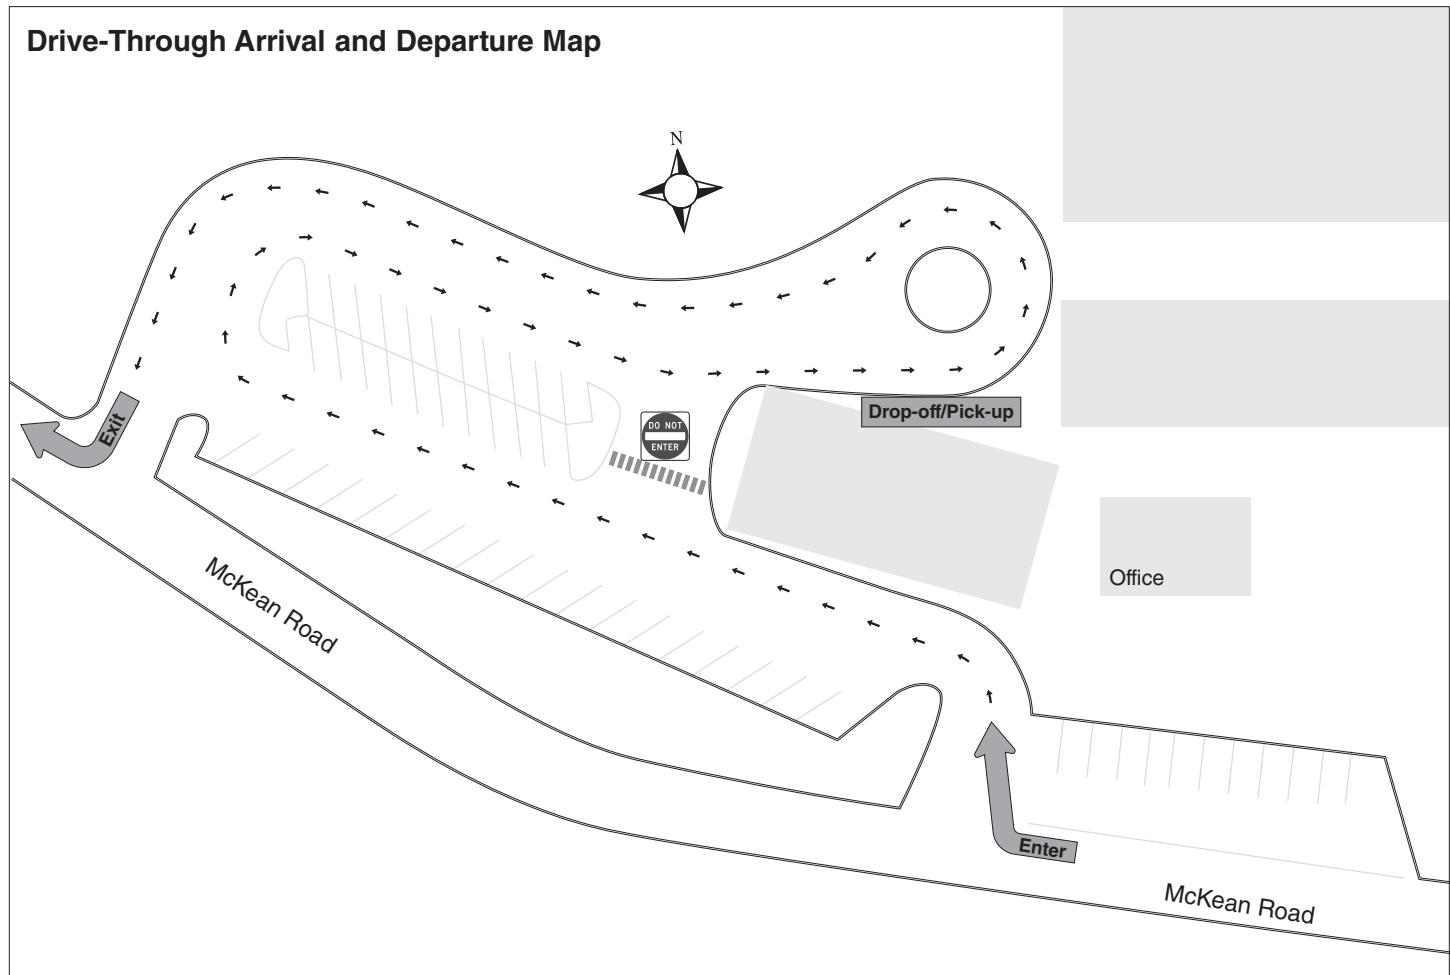 Drive-Through Arrival and Departure Map
N
Exit
DO NOT
ENTER
Drop-off/Pick-up
Office
McKean Road
Enter
McKean Road